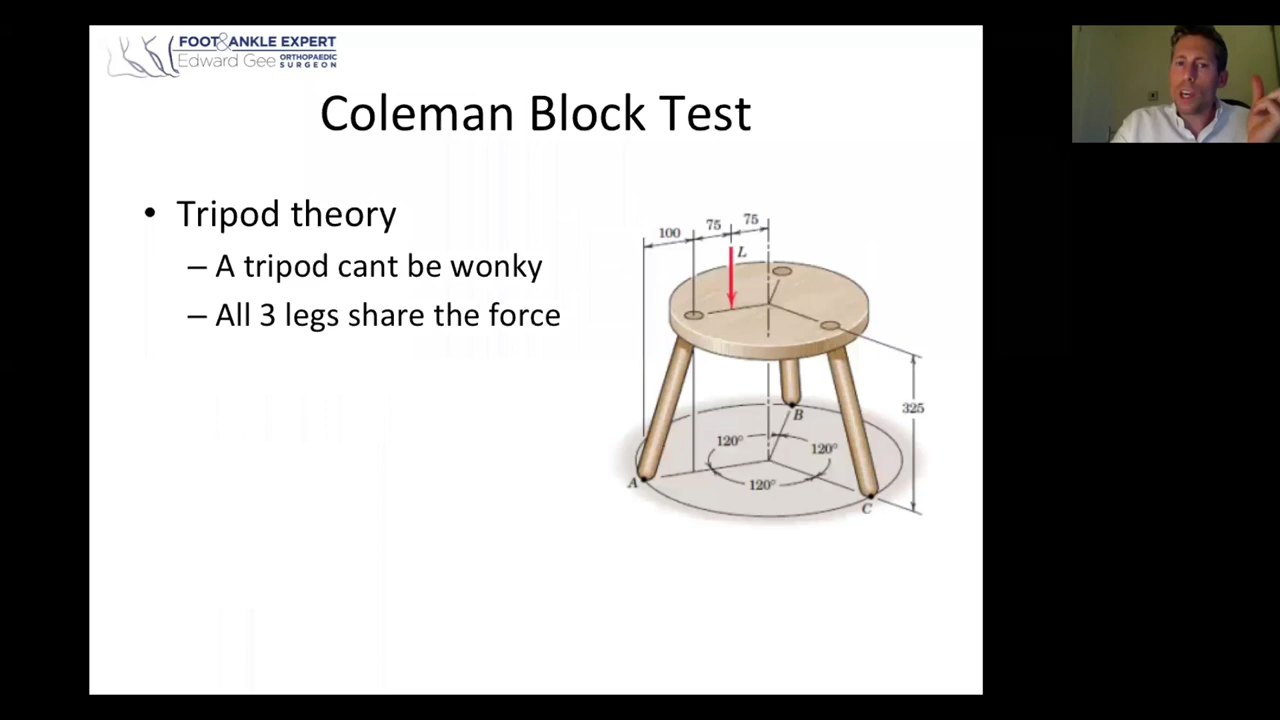 FOOT&ANKLE EXPERT
Edward Gee ORTHOPAEDIC SURGEON
Coleman Block Test
• Tripod theory
– A tripod cant be wonky
– All 3 legs share the force
100 75 75
L
325
B
120° 120°
120°
A
C